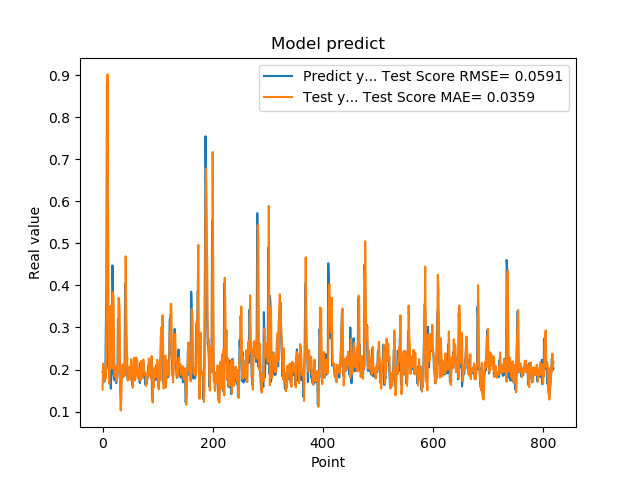 Model predict
Predict y... Test Score RMSE= 0.0591
Test y... Test Score MAE= 0.0359
0.9
0.8
0.7
0.6
0.5
0.4
0.3
0.2
0.1
Real value
0 200 400 600 800
Point